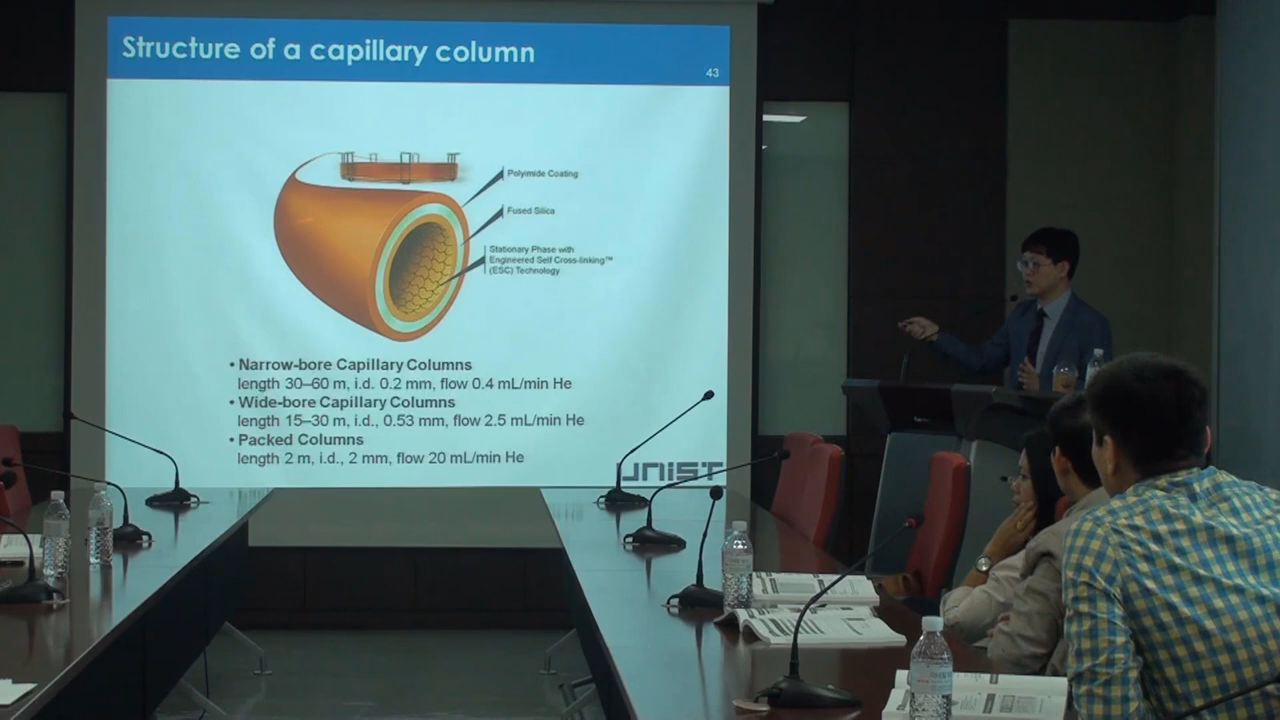 Structure of a capillary column
43
Polyimide Coating
Fused Silica
Stationary Phase with
Engineered Self Cross-linking™
(ESC) Technology
• Narrow-bore Capillary Columns
length 30–60 m, i.d. 0.2 mm, flow 0.4 mL/min He
• Wide-bore Capillary Columns
length 15–30 m, i.d., 0.53 mm, flow 2.5 mL/min He
• Packed Columns
length 2 m, i.d., 2 mm, flow 20 mL/min He
UNIST